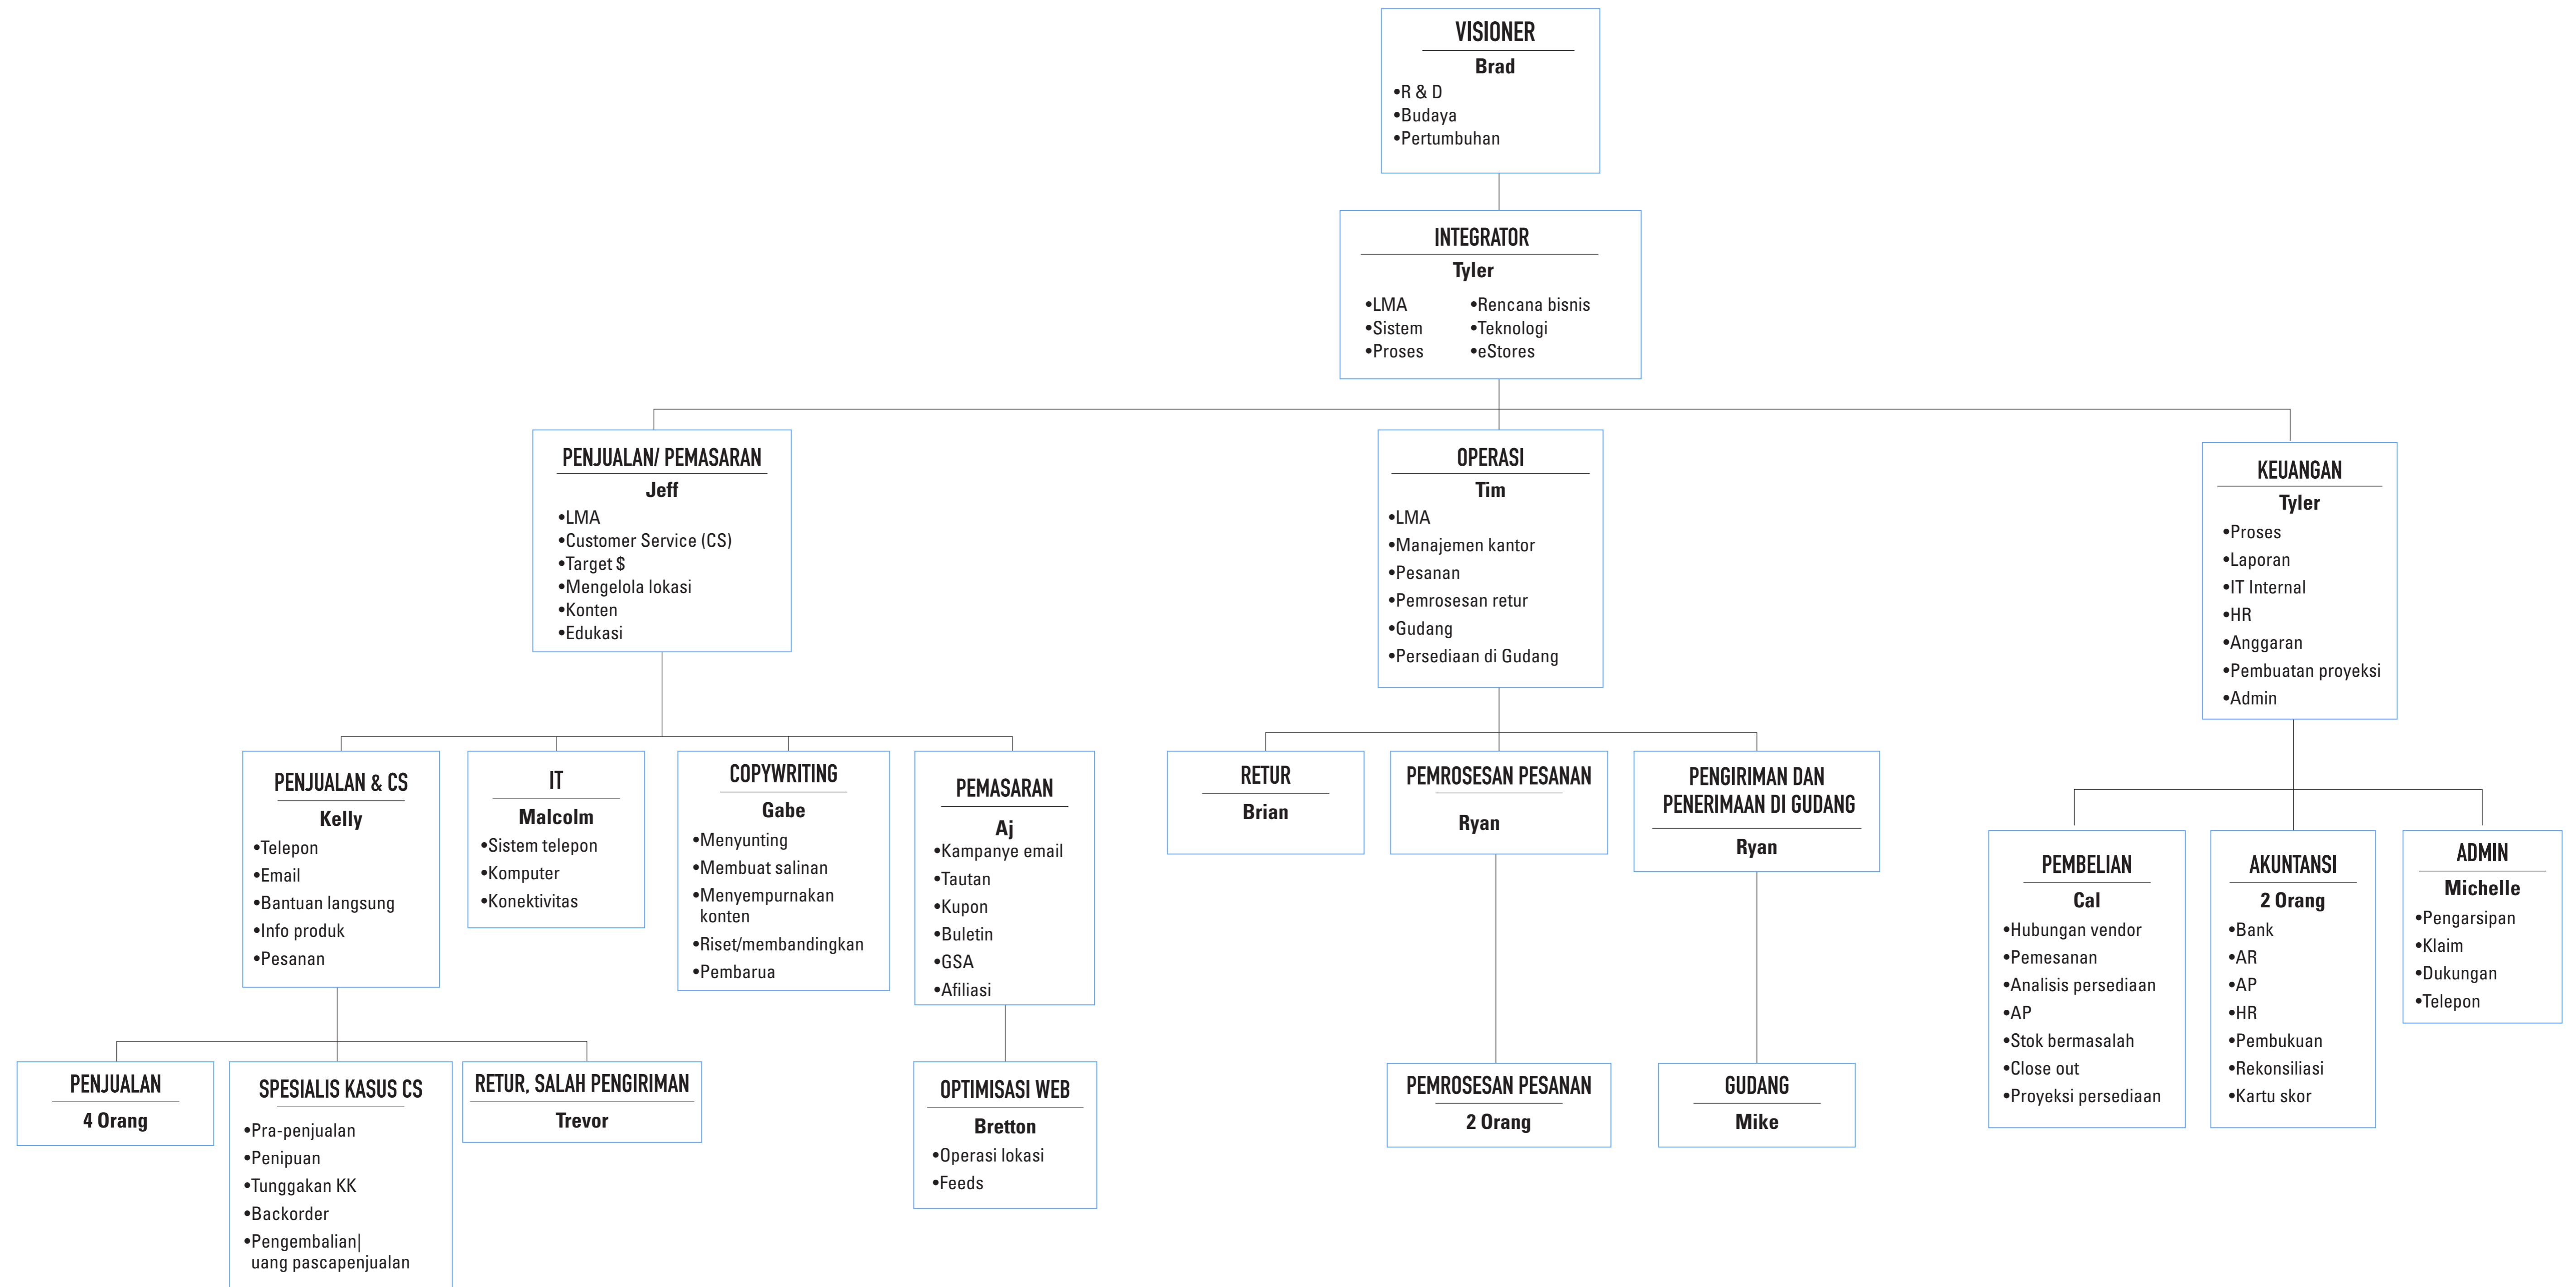 VISIONER
Brad
•R & D
•Budaya
•Pertumbuhan
INTEGRATOR
Tyler
•LMA
•Sistem
•Proses
•Rencana bisnis
•Teknologi
•eStores
PENJUALAN/ PEMASARAN
Jeff
•LMA
•Customer Service (CS)
•Target $
•Mengelola lokasi
•Konten
•Edukasi
OPERASI
Tim
•LMA
•Manajemen kantor
•Pesanan
•Pemrosesan retur
•Gudang
•Persediaan di Gudang
KEUANGAN
Tyler
•Proses
•Laporan
•IT Internal
•HR
•Anggaran
•Pembuatan proyeksi
•Admin
PENJUALAN & CS
Kelly
•Telepon
•Email
•Bantuan langsung
•Info produk
•Pesanan
IT
Malcolm
•Sistem telepon
•Komputer
•Konektivitas
COPYWRITING
Gabe
•Menyunting
•Membuat salinan
•Menyempurnakan
konten
•Riset/membandingkan
•Pembarua
PEMASARAN
Aj
•Kampanye email
•Tautan
•Kupon
•Buletin
•GSA
•Afiliasi
RETUR
Brian
PEMROSESAN PESANAN
Ryan
PENGIRIMAN DAN
PENERIMAAN DI GUDANG
Ryan
PEMBELIAN
Cal
•Hubungan vendor
•Pemesanan
•Analisis persediaan
•AP
•Stok bermasalah
•Close out
•Proyeksi persediaan
AKUNTANSI
2 Orang
•Bank
•AR
•AP
•HR
•Pembukuan
•Rekonsiliasi
•Kartu skor
ADMIN
Michelle
•Pengarsipan
•Klaim
•Dukungan
•Telepon
PENJUALAN
4 Orang
SPESIALIS KASUS CS
•Pra-penjualan
•Penipuan
•Tunggakan KK
•Backorder
•Pengembalian|
uang pascapenjualan
RETUR, SALAH PENGIRIMAN
Trevor
OPTIMISASI WEB
Bretton
•Operasi lokasi
•Feeds
PEMROSESAN PESANAN
2 Orang
GUDANG
Mike